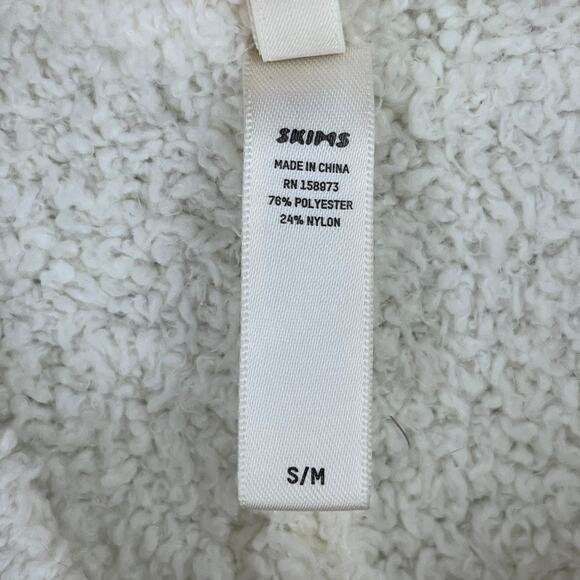 SKIMS
MADE IN CHINA
RN 158973
76% POLYESTER
24% NYLON
S/M